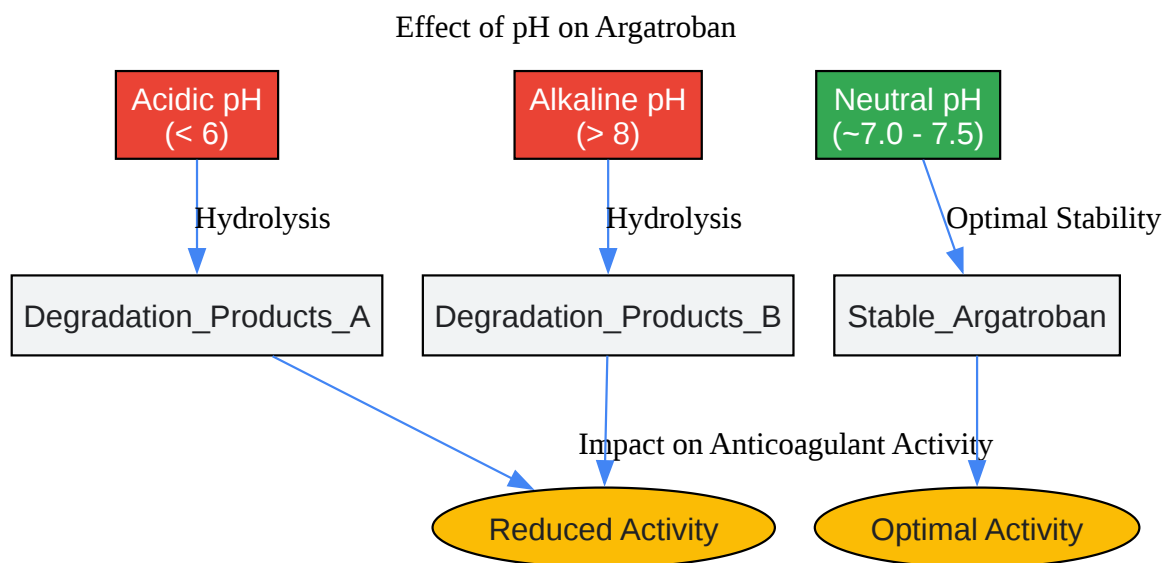 Effect of pH on Argatroban
Acidic pH
(< 6)
Alkaline pH
(> 8)
Neutral pH
(~7.0 - 7.5)
Hydrolysis
Hydrolysis
Optimal Stability
Degradation_Products_A
Degradation_Products_B
Stable_Argatroban
Impact on Anticoagulant Activity
Reduced Activity
Optimal Activity